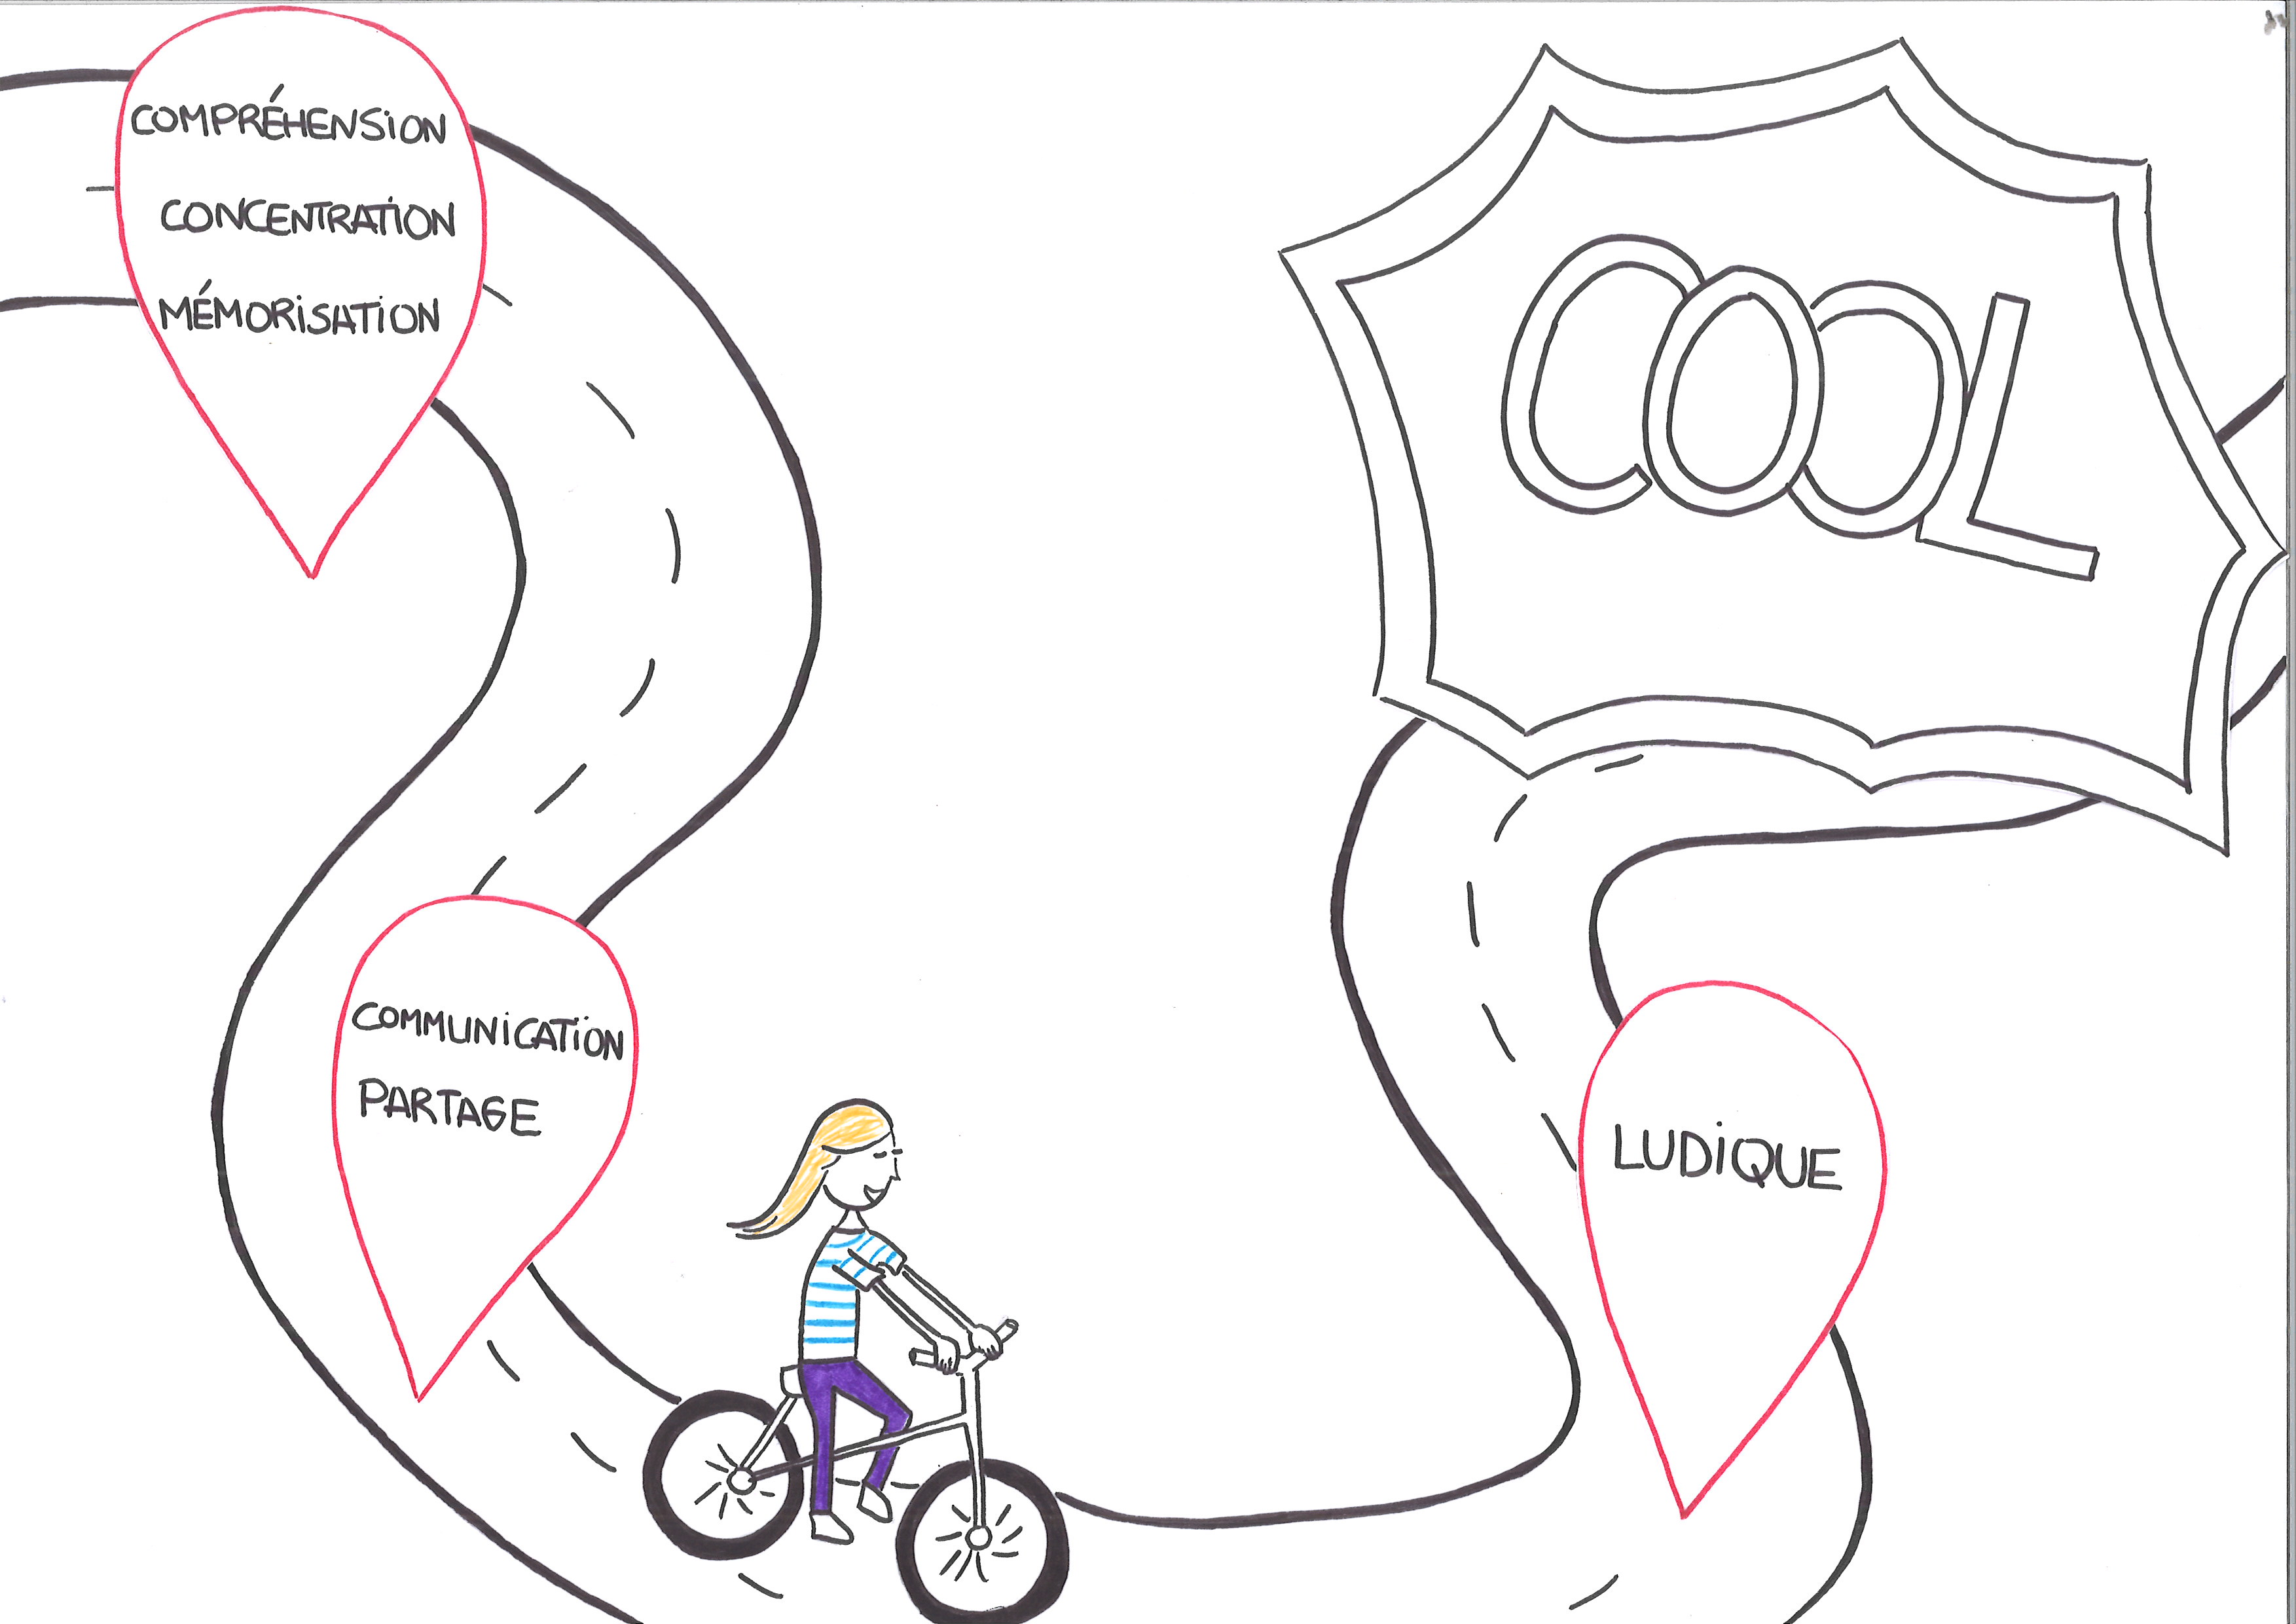 COMPRÉHENSION
CONCENTRATION
MÉMORISATION
COMMUNICATION
PARTAGE
LUDIQUE
COOL